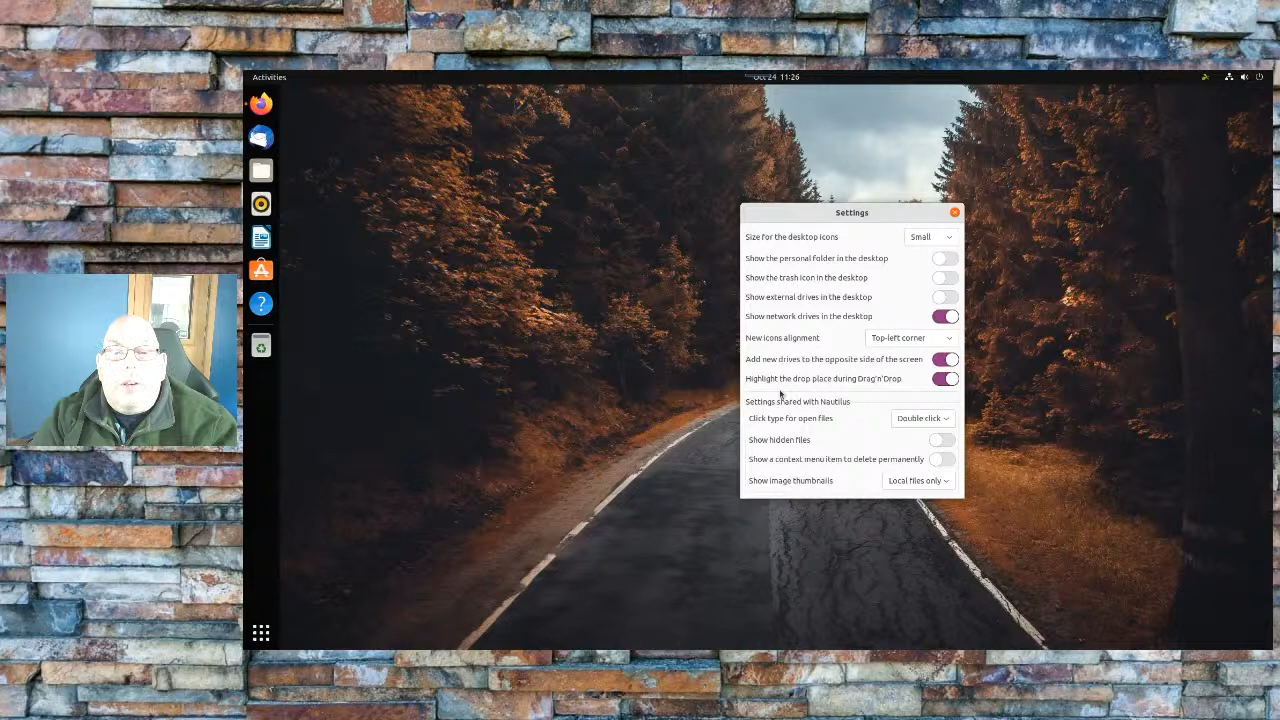 Activities
Oct 24 11:26
Settings
Size for the desktop icons
Small
Show the personal folder in the desktop
Show the trash icon in the desktop
Show external drives in the desktop
Show network drives in the desktop
New icons alignment
Top-left corner
Add new drives to the opposite side of the screen
Highlight the drop place during Drag'n'Drop
Settings shared with Nautilus
Click type for open files
Double click
Show hidden files
Show a context menu item to delete permanently
Show image thumbnails
Local files only